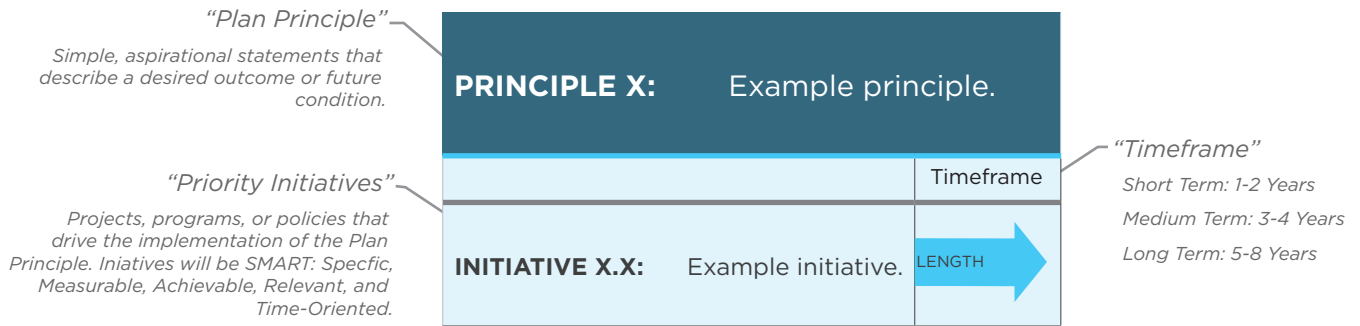 “Plan Principle”
Simple, aspirational statements that
describe a desired outcome or future
condition.
PRINCIPLE X: Example principle.
“Priority Initiatives”
Projects, programs, or policies that
drive the implementation of the Plan
Principle. Iniatives will be SMART: Specfic,
Measurable, Achievable, Relevant, and
Time-Oriented.
Timeframe
INITIATIVE X.X: Example initiative. LENGTH
“Timeframe”
Short Term: 1-2 Years
Medium Term: 3-4 Years
Long Term: 5-8 Years